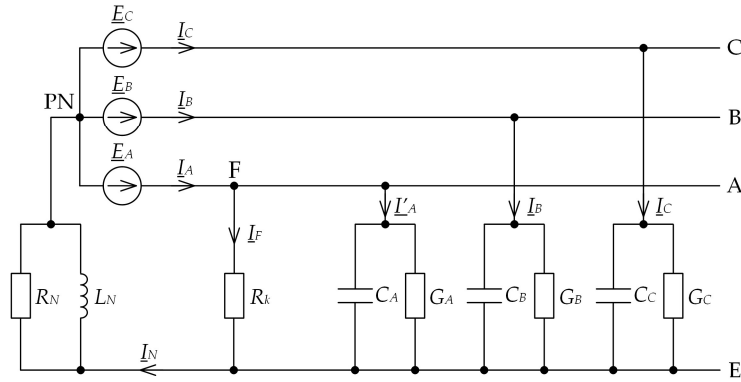 E_C I_C C
E_B I_B B
PN
E_A I_A F A
I_F I'_A I_B I_C
R_N L_N R_k C_A G_A C_B G_B C_C G_C
I_N E